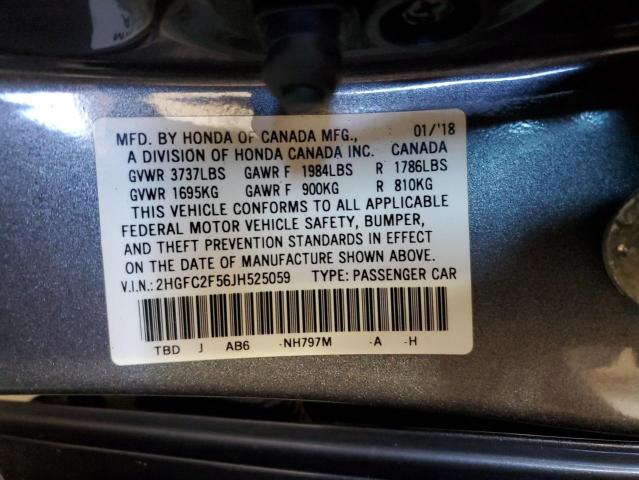 MFD. BY HONDA OF CANADA MFG., 01/'18
A DIVISION OF HONDA CANADA INC. CANADA
GVWR 3737LBS GAWR F 1984LBS R 1786LBS
GVWR 1695KG GAWR F 900KG R 810KG
THIS VEHICLE CONFORMS TO ALL APPLICABLE
FEDERAL MOTOR VEHICLE SAFETY, BUMPER,
AND THEFT PREVENTION STANDARDS IN EFFECT
ON THE DATE OF MANUFACTURE SHOWN ABOVE.
V.I.N.: 2HGFC2F56JH525059 TYPE: PASSENGER CAR
TBD J AB6 -NH797M -A -H